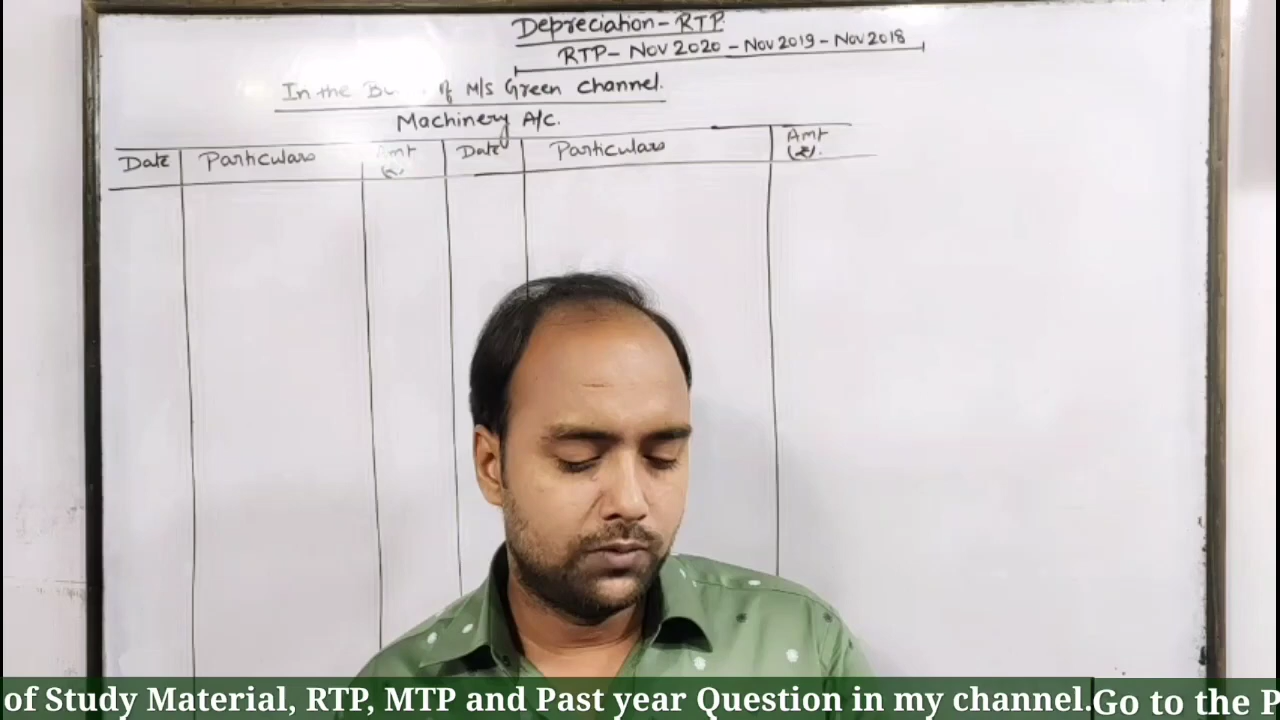 Depreciation - RTP
RTP - Nov 2020 - Nov 2019 - Nov 2018
In the of M/S Green Channel.
Machinery A/c.
Date Particulars Amt (₹) Date Particulars Amt (₹).
of Study Material, RTP, MTP and Past year Question in my channel. Go to the P